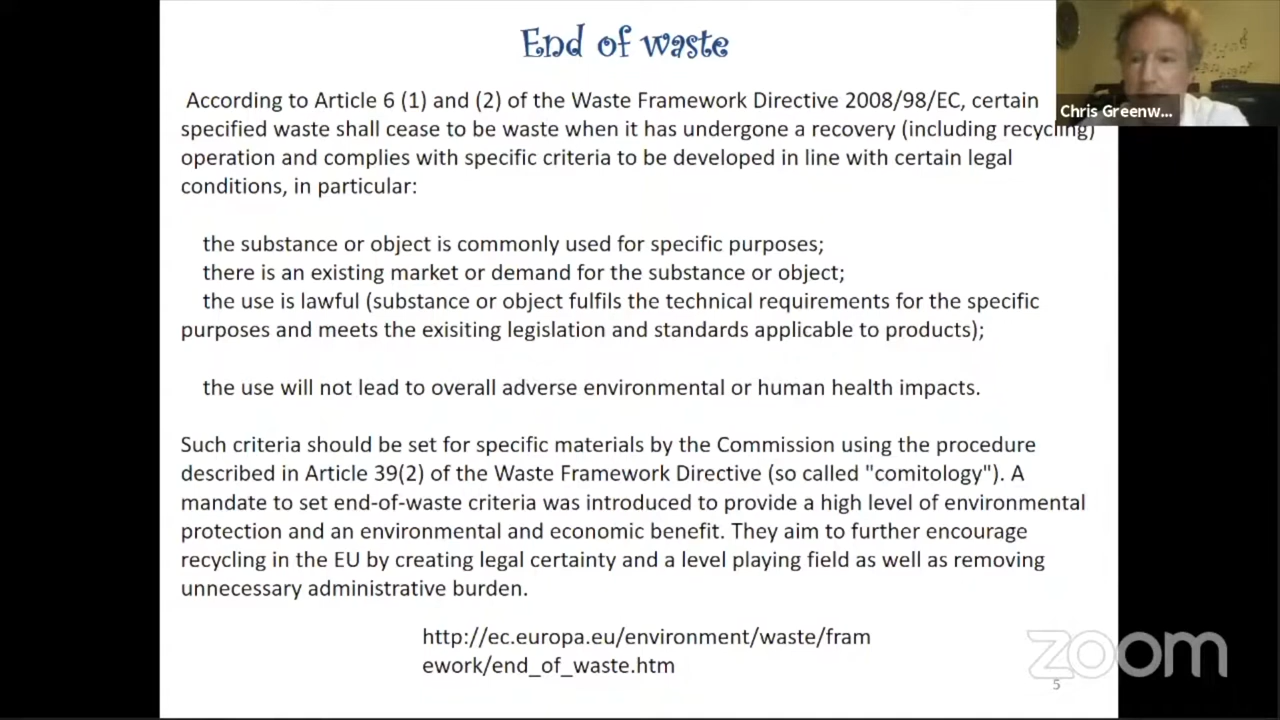 End of waste
According to Article 6 (1) and (2) of the Waste Framework Directive 2008/98/EC, certain
specified waste shall cease to be waste when it has undergone a recovery (including recycling)
operation and complies with specific criteria to be developed in line with certain legal
conditions, in particular:
the substance or object is commonly used for specific purposes;
there is an existing market or demand for the substance or object;
the use is lawful (substance or object fulfils the technical requirements for the specific
purposes and meets the exisiting legislation and standards applicable to products);
the use will not lead to overall adverse environmental or human health impacts.
Such criteria should be set for specific materials by the Commission using the procedure
described in Article 39(2) of the Waste Framework Directive (so called "comitology"). A
mandate to set end-of-waste criteria was introduced to provide a high level of environmental
protection and an environmental and economic benefit. They aim to further encourage
recycling in the EU by creating legal certainty and a level playing field as well as removing
unnecessary administrative burden.
http://ec.europa.eu/environment/waste/fram
ework/end_of_waste.htm
5
Chris Greenw...
zoom